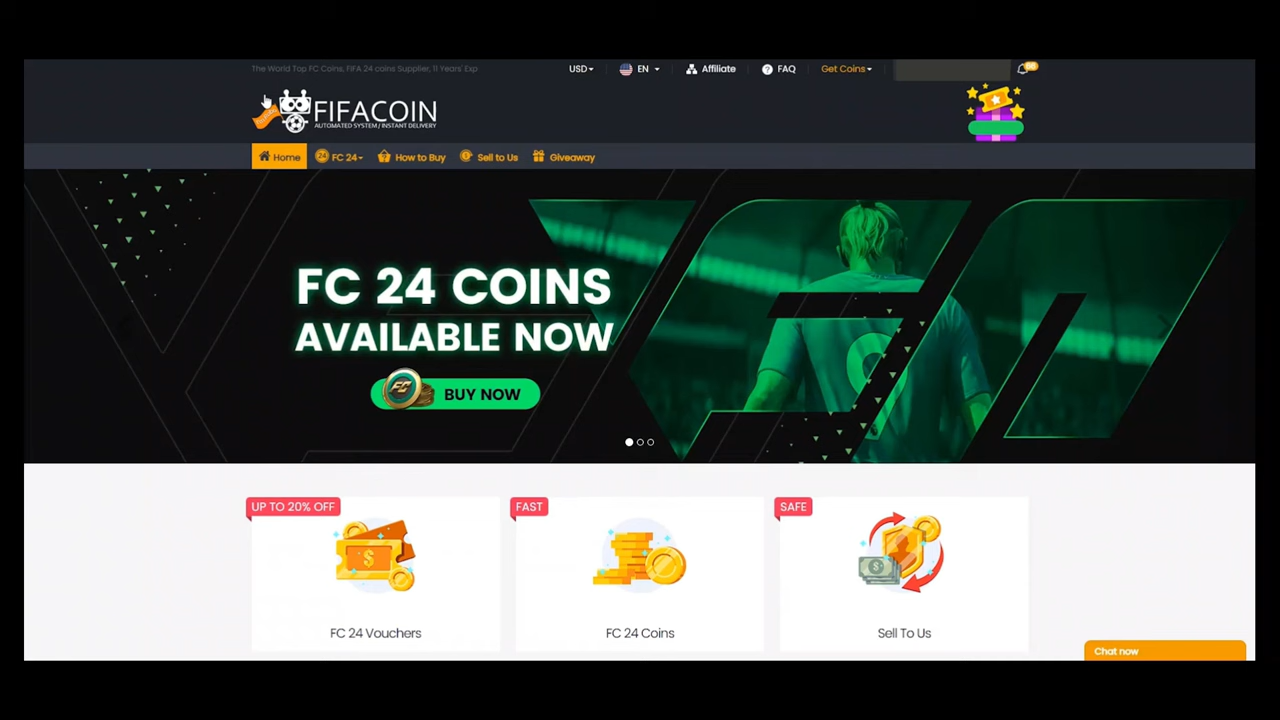 The World Top FC Coins, FIFA 24 coins Supplier, 11 Years' Exp
USD
EN
Affiliate
FAQ
Get Coins
FIFACOIN
AUTOMATED SYSTEM / INSTANT DELIVERY
Home
FC 24
How to Buy
Sell to Us
Giveaway
FC 24 COINS
AVAILABLE NOW
FC
BUY NOW
UP TO 20% OFF
FAST
SAFE
FC 24 Vouchers
FC 24 Coins
Sell To Us
Chat now